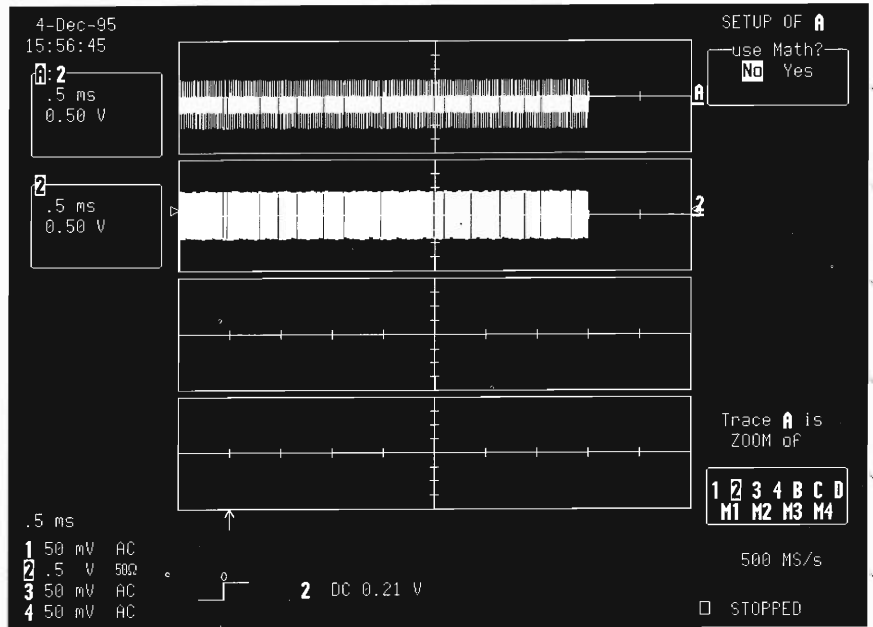 4-Dec-95
15:56:45
A:2
.5 ms
0.50 V
2
.5 ms
0.50 V
SETUP OF A
use Math?
No Yes
A
2
Trace A is
ZOOM of
1 2 3 4 B C D
M1 M2 M3 M4
500 MS/s
□ STOPPED
.5 ms
1 50 mV AC
2 .5 V 50Ω
3 50 mV AC
4 50 mV AC
0
2 DC 0.21 V